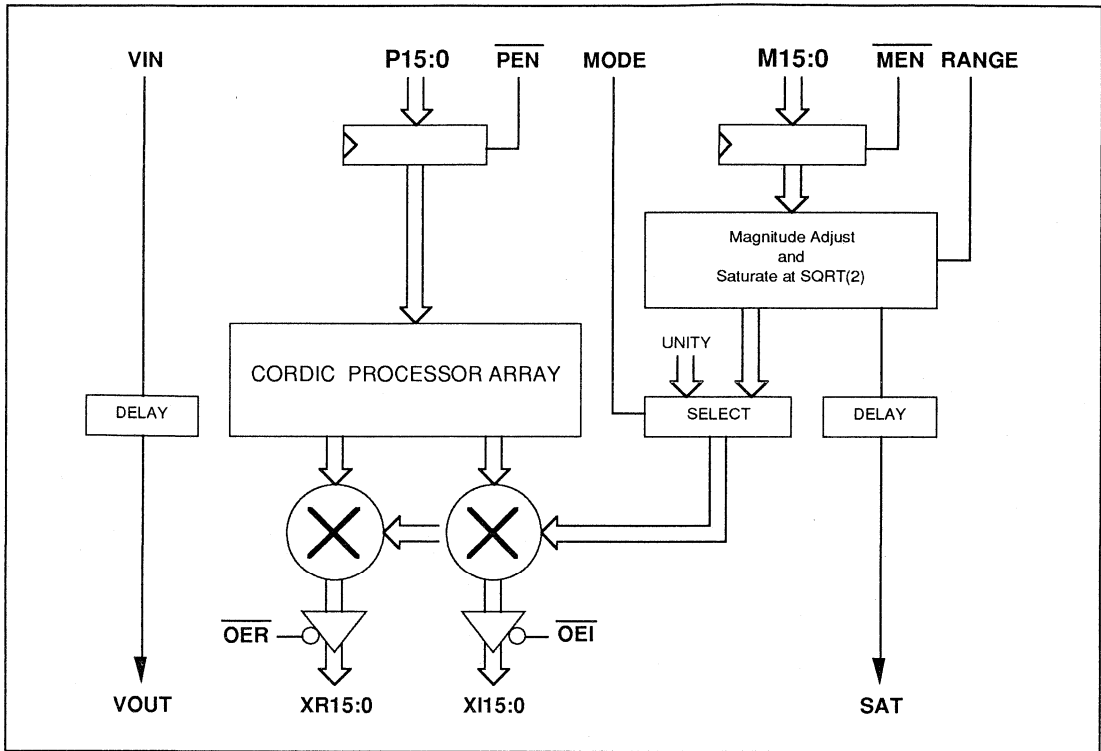 VIN P15:0 PEN MODE M15:0 MEN RANGE
Magnitude Adjust
and
Saturate at SQRT(2)
UNITY
CORDIC PROCESSOR ARRAY
DELAY SELECT DELAY
OER OEI
VOUT XR15:0 XI15:0 SAT